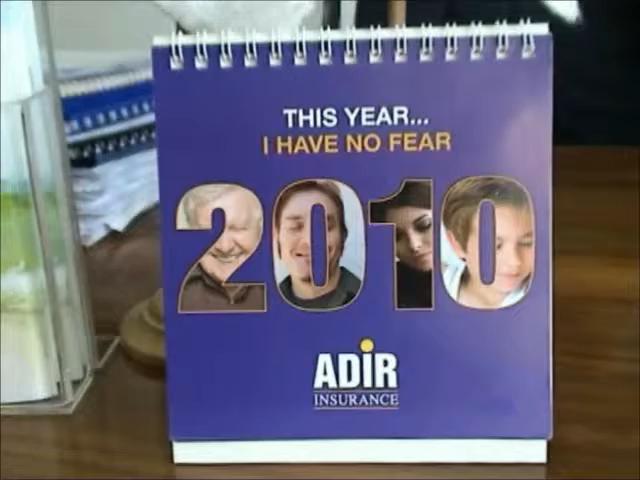 THIS YEAR...
I HAVE NO FEAR
2010
ADiR
INSURANCE